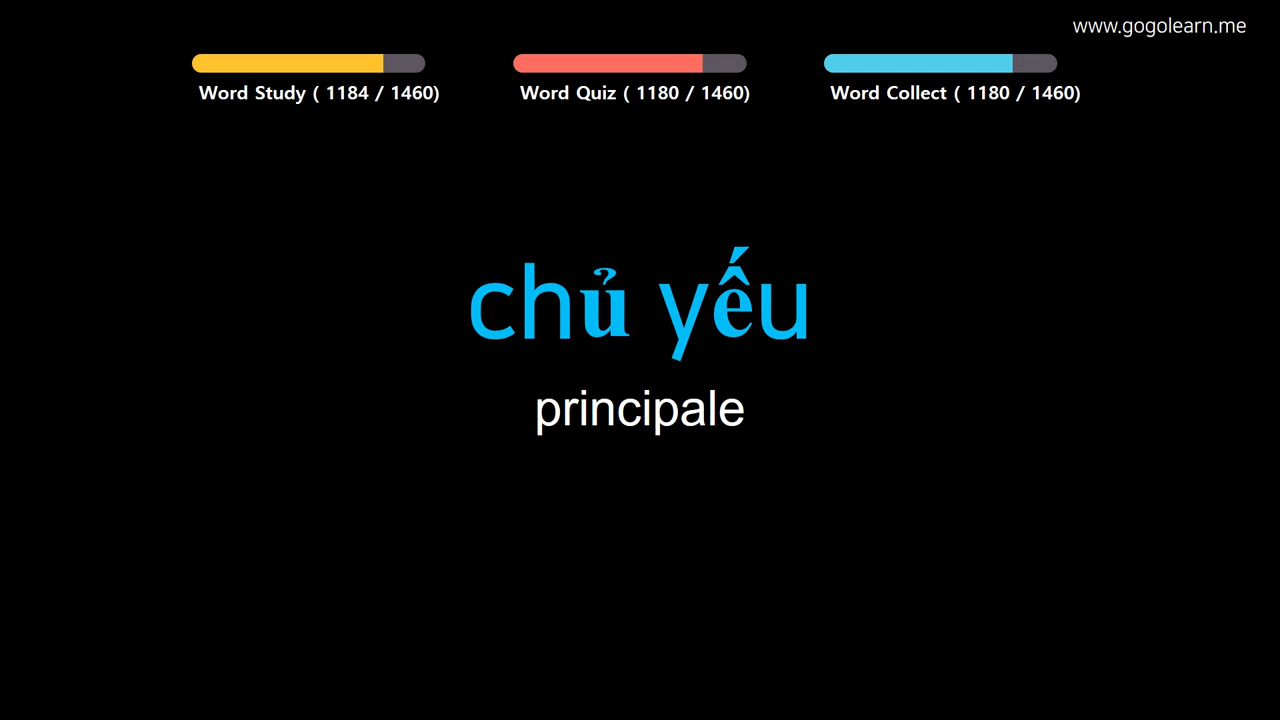 www.gogolearn.me
Word Study ( 1184 / 1460)
Word Quiz ( 1180 / 1460)
Word Collect ( 1180 / 1460)
chủ yếu
principale